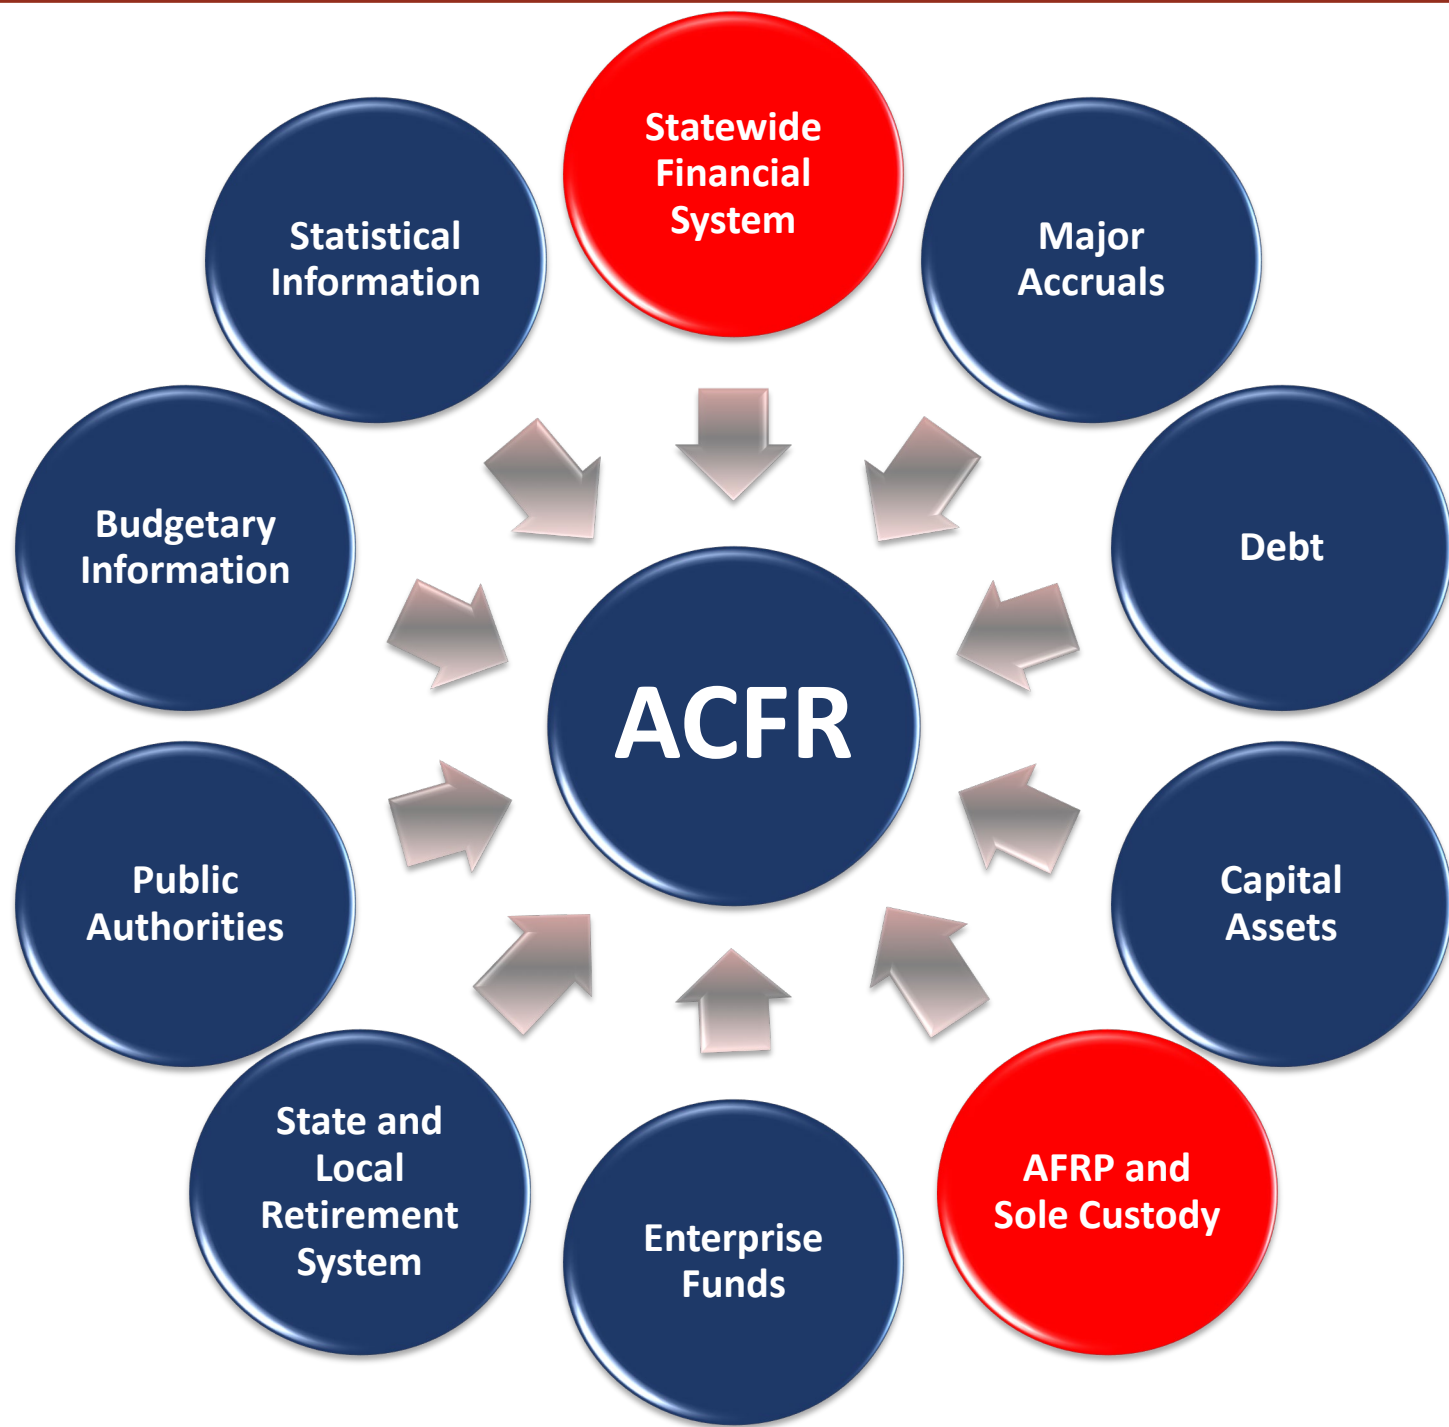 Statewide
Financial
System
Major
Accruals
Debt
Capital
Assets
AFRP and
Sole Custody
Enterprise
Funds
State and
Local
Retirement
System
Public
Authorities
Budgetary
Information
Statistical
Information
ACFR